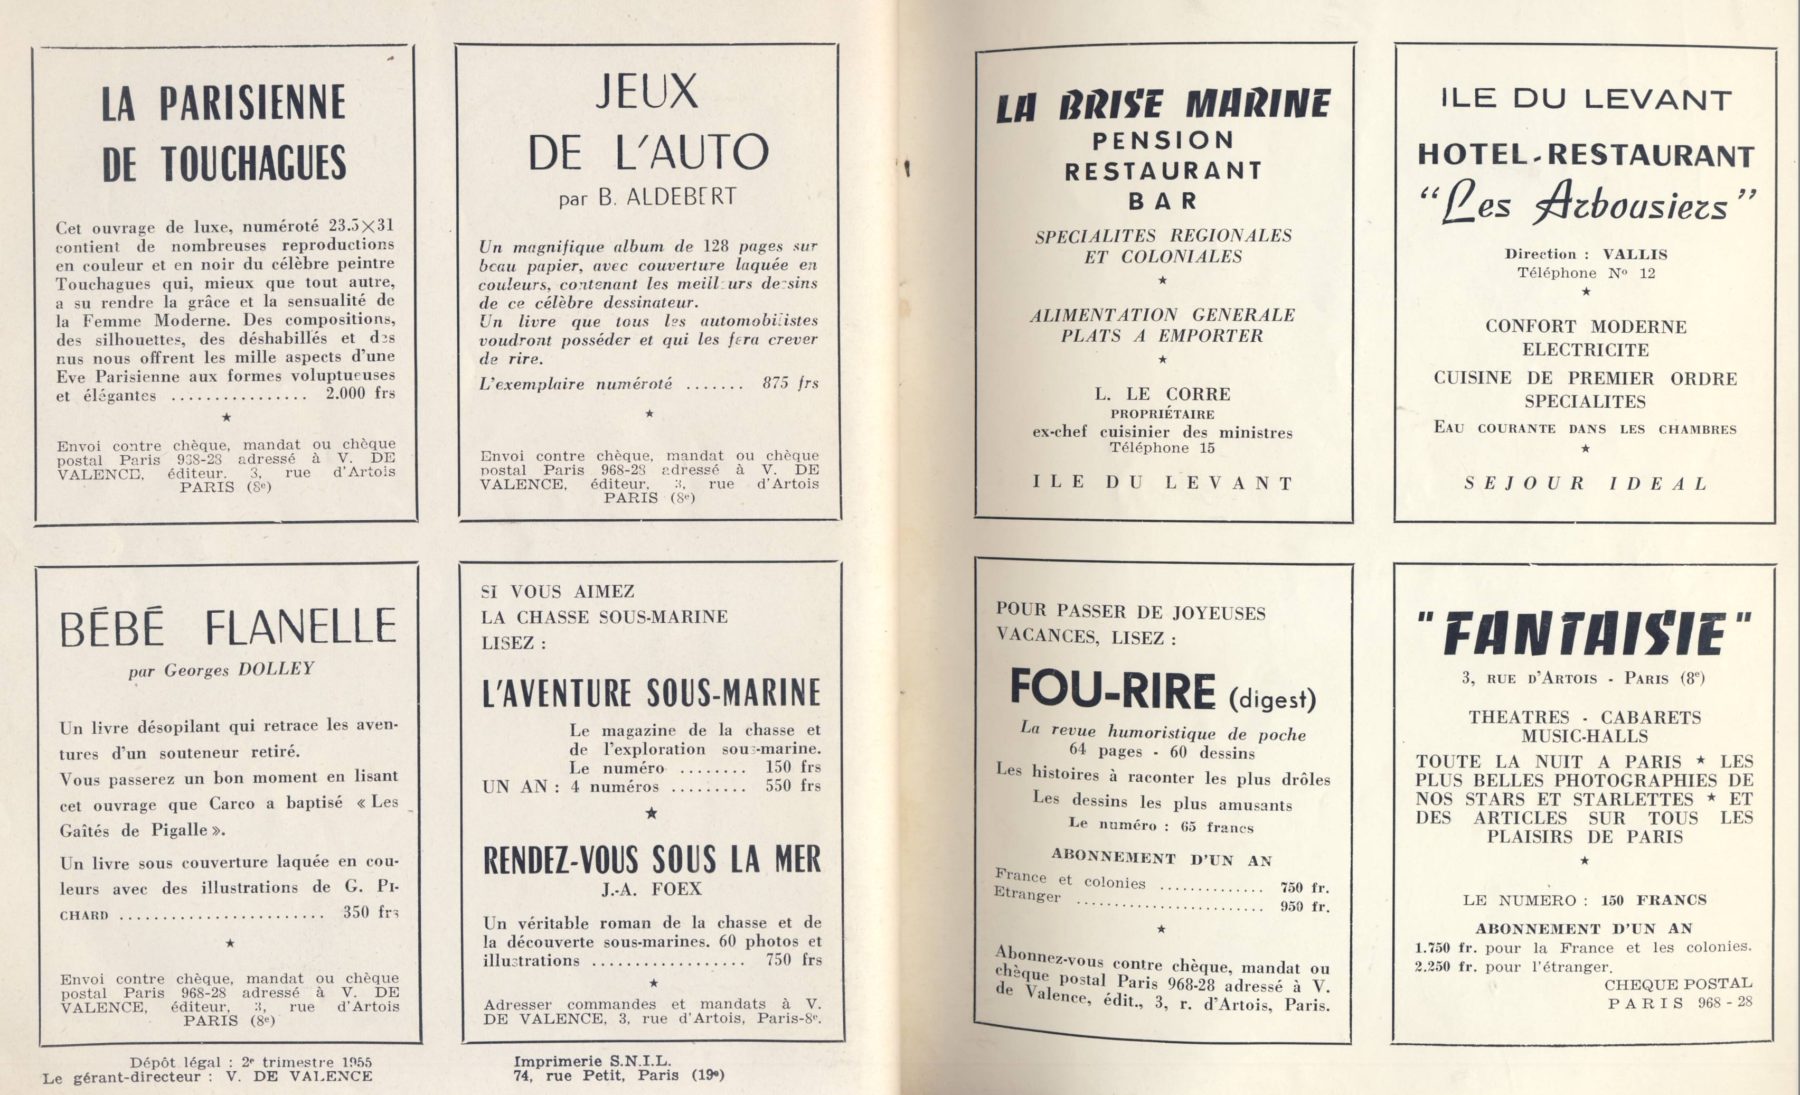 LA PARISIENNE
DE TOUCHAGUES
Cet ouvrage de luxe, numéroté 23.5×31
contient de nombreuses reproductions
en couleur et en noir du célèbre peintre
Touchagues qui, mieux que tout autre,
a su rendre la grâce et la sensualité de
la Femme Moderne. Des compositions,
des silhouettes, des déshabillés et des
nus nous offrent les mille aspects d'une
Eve Parisienne aux formes voluptueuses
et élégantes ................ 2.000 frs
★
Envoi contre chèque, mandat ou chèque
postal Paris 968-28 adressé à V. DE
VALENCE, éditeur, 3, rue d'Artois
PARIS (8e)
JEUX
DE L'AUTO
par B. ALDEBERT
Un magnifique album de 128 pages sur
beau papier, avec couverture laquée en
couleurs, contenant les meilleurs dessins
de ce célèbre dessinateur.
Un livre que tous les automobilistes
voudront posséder et qui les fera crever
de rire.
L'exemplaire numéroté ....... 875 frs
★
Envoi contre chèque, mandat ou chèque
postal Paris 968-28 adressé à V. DE
VALENCE, éditeur, 3, rue d'Artois
PARIS (8e)
BÉBÉ FLANELLE
par Georges DOLLEY
Un livre désopilant qui retrace les aven-
tures d'un souteneur retiré.
Vous passerez un bon moment en lisant
cet ouvrage que Carco a baptisé « Les
Gaîtés de Pigalle ».
Un livre sous couverture laquée en cou-
leurs avec des illustrations de G. PI-
CHARD ........................ 350 frs
★
Envoi contre chèque, mandat ou chèque
postal Paris 968-28 adressé à V. DE
VALENCE, éditeur, 3, rue d'Artois
PARIS (8e)
SI VOUS AIMEZ
LA CHASSE SOUS-MARINE
LISEZ :
L'AVENTURE SOUS-MARINE
Le magazine de la chasse et
de l'exploration sous-marine.
Le numéro ........ 150 frs
UN AN : 4 numéros ......... 550 frs
★
RENDEZ-VOUS SOUS LA MER
J.-A. FOEX
Un véritable roman de la chasse et de
la découverte sous-marines. 60 photos et
illustrations .................. 750 frs
★
Adresser commandes et mandats à V.
DE VALENCE, 3, rue d'Artois, Paris-8e.
Dépôt légal : 2e trimestre 1955
Le gérant-directeur : V. DE VALENCE
Imprimerie S.N.I.L.
74, rue Petit, Paris (19e)
LA BRISE MARINE
PENSION
RESTAURANT
BAR
SPECIALITES REGIONALES
ET COLONIALES
★
ALIMENTATION GENERALE
PLATS A EMPORTER
★
L. LE CORRE
PROPRIÉTAIRE
ex-chef cuisinier des ministres
Téléphone 15
ILE DU LEVANT
ILE DU LEVANT
HOTEL-RESTAURANT
"Les Arbousiers"
Direction : VALLIS
Téléphone No 12
★
CONFORT MODERNE
ELECTRICITE
CUISINE DE PREMIER ORDRE
SPECIALITES
EAU COURANTE DANS LES CHAMBRES
★
SEJOUR IDEAL
POUR PASSER DE JOYEUSES
VACANCES, LISEZ :
FOU-RIRE (digest)
La revue humoristique de poche
64 pages - 60 dessins
Les histoires à raconter les plus drôles
Les dessins les plus amusants
Le numéro : 65 francs
ABONNEMENT D'UN AN
France et colonies .............. 750 fr.
Etranger ......................... 950 fr.
★
Abonnez-vous contre chèque, mandat ou
chèque postal Paris 968-28 adressé à V.
de Valence, édit., 3, r. d'Artois, Paris.
"FANTAISIE"
3, RUE D'ARTOIS - PARIS (8e)
THEATRES - CABARETS
MUSIC-HALLS
TOUTE LA NUIT A PARIS ★ LES
PLUS BELLES PHOTOGRAPHIES DE
NOS STARS ET STARLETTES ★ ET
DES ARTICLES SUR TOUS LES
PLAISIRS DE PARIS
★
LE NUMERO : 150 FRANCS
ABONNEMENT D'UN AN
1.750 fr. pour la France et les colonies.
2.250 fr. pour l'étranger.
CHEQUE POSTAL
PARIS 968 - 28